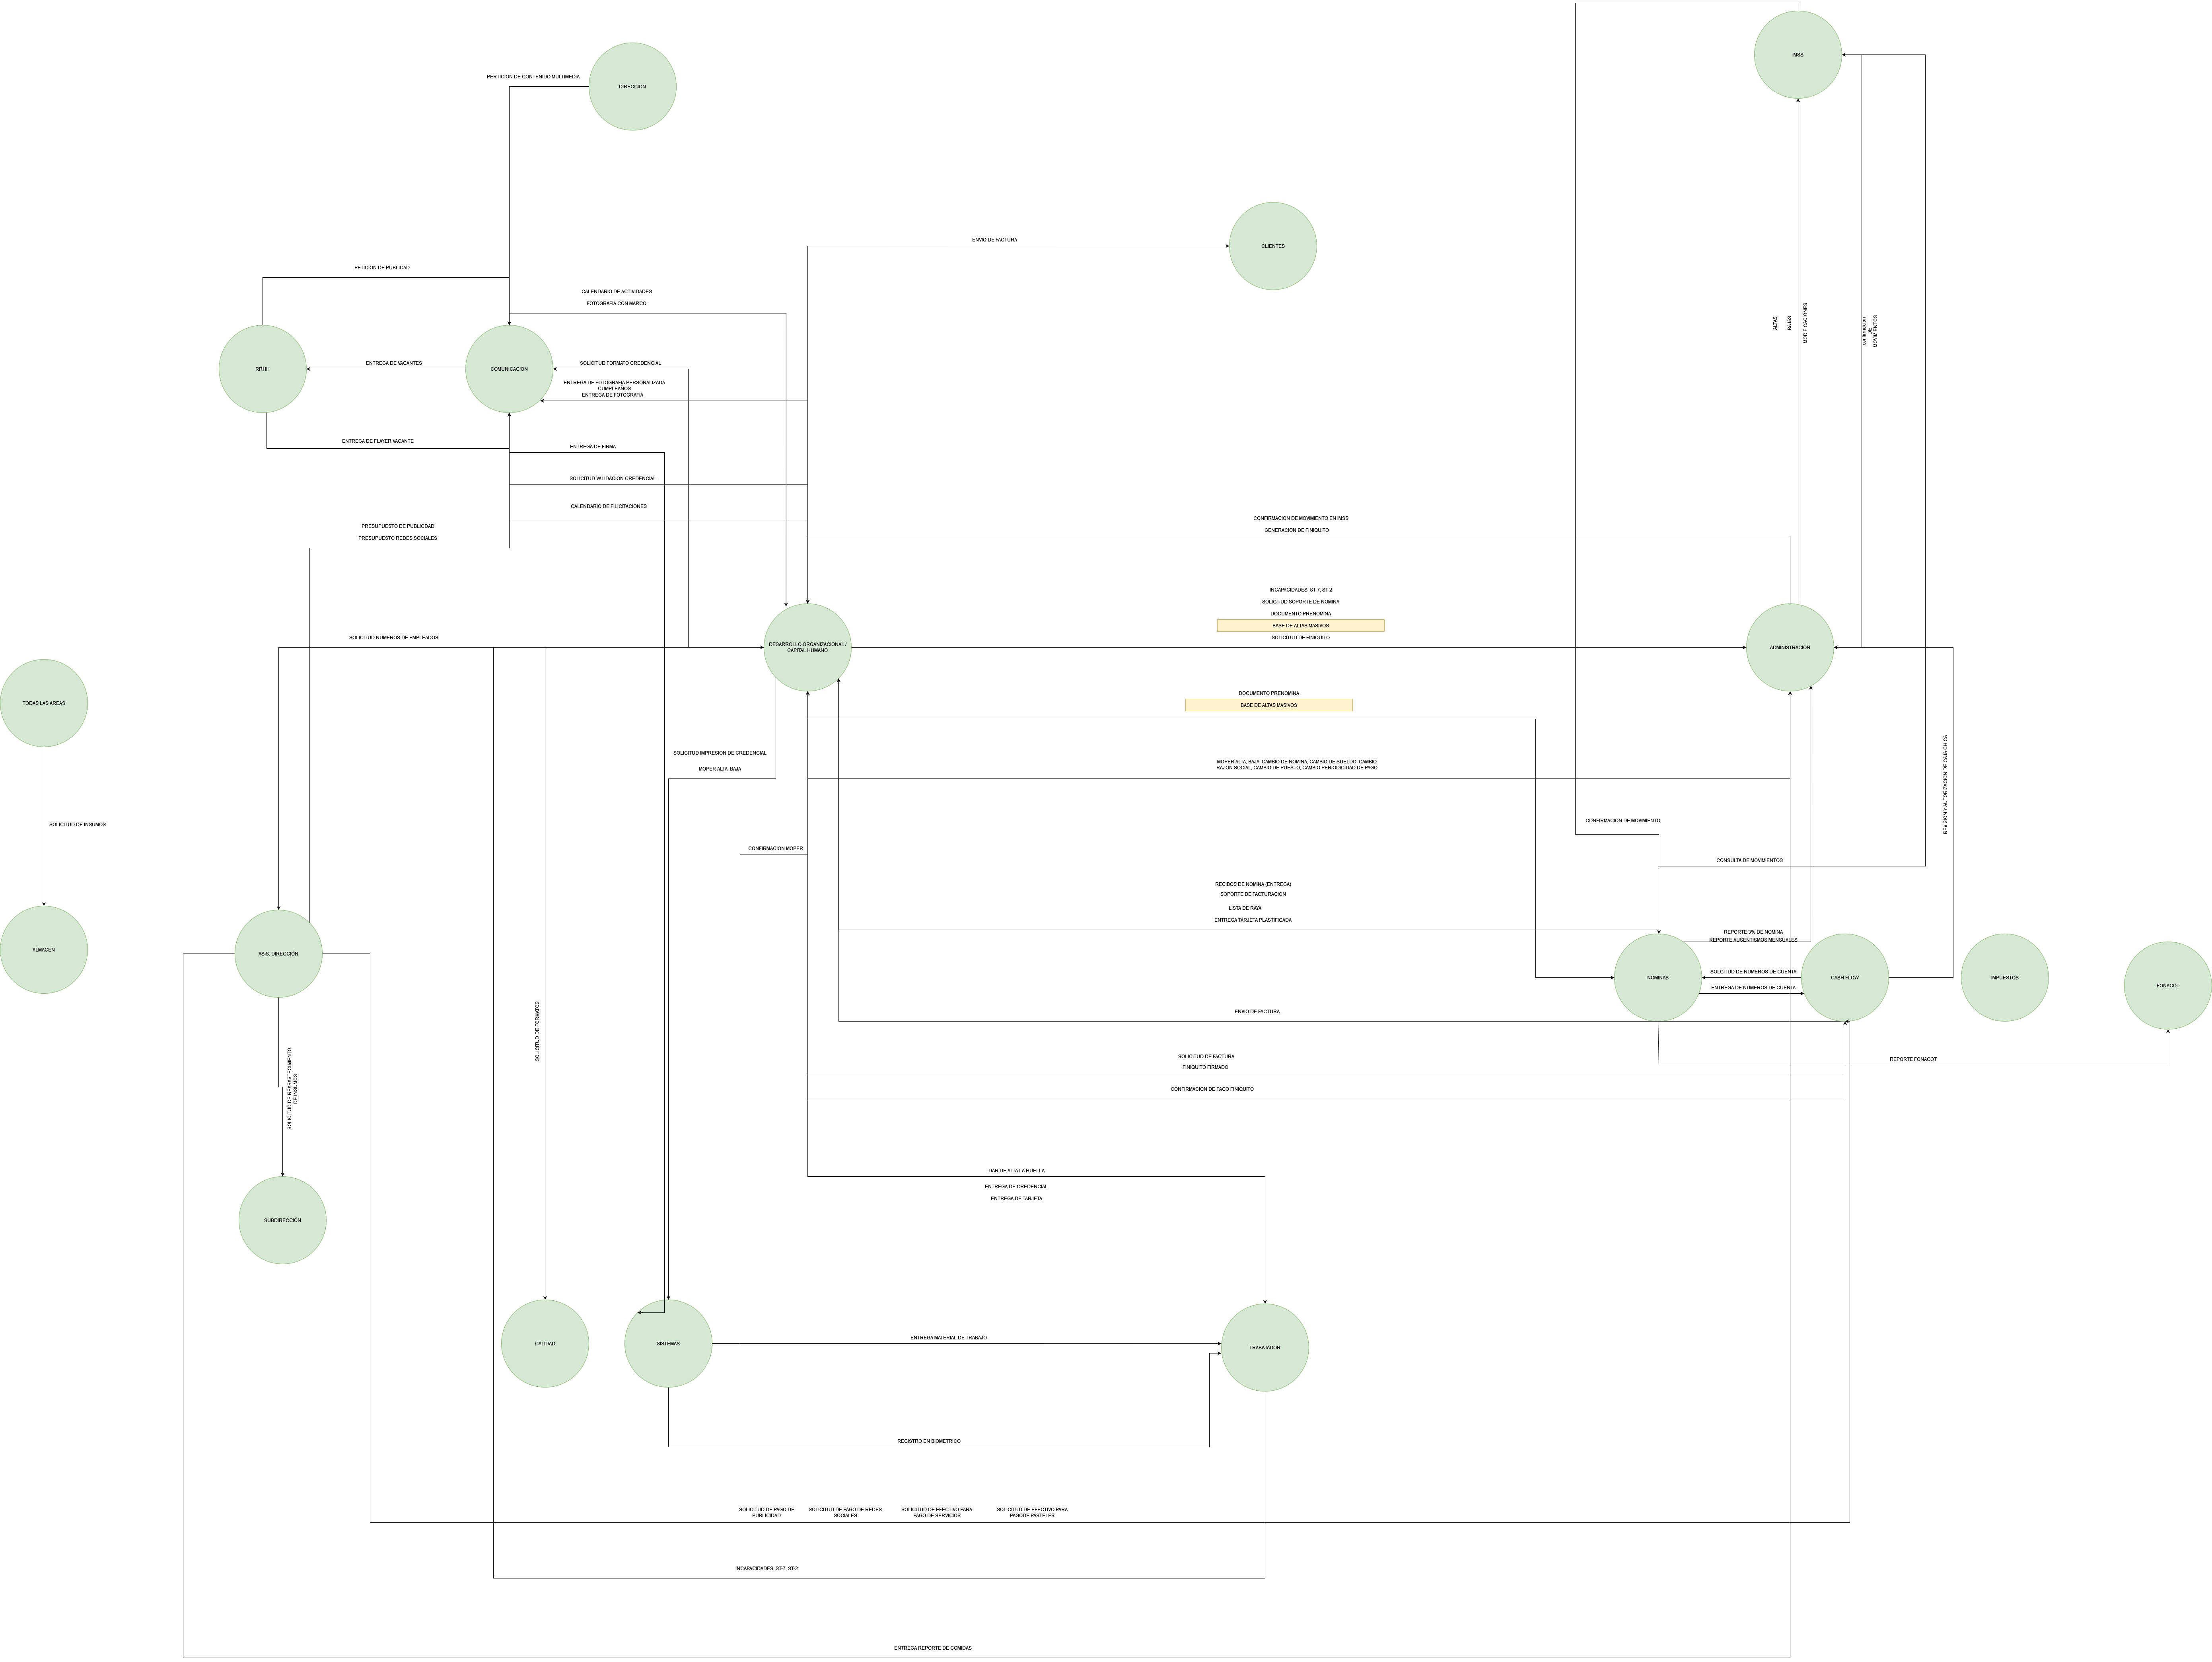 IMSS
PERTICION DE CONTENIDO MULTIMEDIA
DIRECCION
ENVIO DE FACTURA
CLIENTES
PETICION DE PUBLICAD
CALENDARIO DE ACTIVIDADES
FOTOGRAFIA CON MARCO
ALTAS
BAJAS
MODIFICACIONES
confirmacion
DE
MOVIMIENTOS
RRHH
ENTREGA DE VACANTES
COMUNICACION
SOLICITUD FORMATO CREDENCIAL
ENTREGA DE FOTOGRAFIA PERSONALIZADA
CUMPLEAÑOS
ENTREGA DE FOTOGRAFIA
ENTREGA DE FLAYER VACANTE
ENTREGA DE FIRMA
SOLICITUD VALIDACION CREDENCIAL
CALENDARIO DE FILICITACIONES
PRESUPUESTO DE PUBLICDAD
PRESUPUESTO REDES SOCIALES
CONFIRMACION DE MOVIMIENTO EN IMSS
GENERACION DE FINIQUITO
INCAPACIDADES, ST-7, ST-2
SOLICITUD SOPORTE DE NOMINA
DOCUMENTO PRENOMINA
BASE DE ALTAS MASIVOS
SOLICITUD DE FINIQUITO
SOLICITUD NUMEROS DE EMPLEADOS
DESARROLLO ORGANIZACIONAL /
CAPITAL HUMANO
ADMINISTRACION
TODAS LAS AREAS
DOCUMENTO PRENOMINA
BASE DE ALTAS MASIVOS
SOLICITUD IMPRESION DE CREDENCIAL
MOPER ALTA, BAJA
MOPER ALTA, BAJA, CAMBIO DE NOMINA, CAMBIO DE SUELDO, CAMBIO
RAZON SOCIAL, CAMBIO DE PUESTO, CAMBIO PERIODICIDAD DE PAGO
REVISIÓN Y AUTORIZACION DE CAJA CHICA
SOLICITUD DE INSUMOS
CONFIRMACION DE MOVIMIENTO
CONFIRMACION MOPER
CONSULTA DE MOVIMIENTOS
RECIBOS DE NOMINA (ENTREGA)
SOPORTE DE FACTURACION
LISTA DE RAYA
ENTREGA TARJETA PLASTIFICADA
REPORTE 3% DE NOMINA
REPORTE AUSENTISMOS MENSUALES
ALMACEN
ASIS. DIRECCIÓN
NOMINAS
SOLCITUD DE NUMEROS DE CUENTA
ENTREGA DE NUMEROS DE CUENTA
CASH FLOW
IMPUESTOS
FONACOT
SOLICITUD DE FORMATOS
ENVIO DE FACTURA
SOLICITUD DE REABASTECIMIENTO
DE INSUMOS
SOLICITUD DE FACTURA
FINIQUITO FIRMADO
REPORTE FONACOT
CONFIRMACION DE PAGO FINIQUITO
DAR DE ALTA LA HUELLA
ENTREGA DE CREDENCIAL
ENTREGA DE TARJETA
SUBDIRECCIÓN
CALIDAD
SISTEMAS
ENTREGA MATERIAL DE TRABAJO
TRABAJADOR
REGISTRO EN BIOMETRICO
SOLICITUD DE PAGO DE
PUBLICIDAD
SOLICITUD DE PAGO DE REDES
SOCIALES
SOLICITUD DE EFECTIVO PARA
PAGO DE SERVICIOS
SOLICITUD DE EFECTIVO PARA
PAGODE PASTELES
INCAPACIDADES, ST-7, ST-2
ENTREGA REPORTE DE COMIDAS